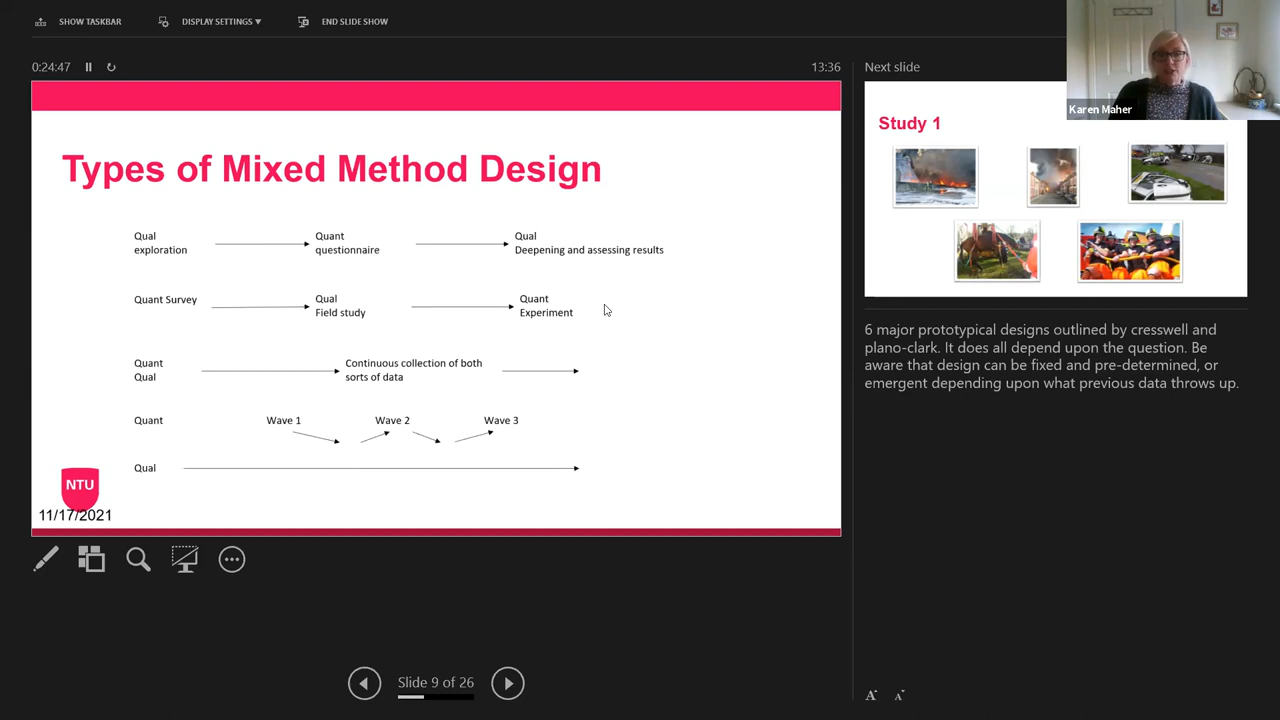 SHOW TASKBAR
DISPLAY SETTINGS ▼
END SLIDE SHOW
0:24:47
13:36
Next slide
Karen Maher
Types of Mixed Method Design
Qual
exploration
Quant
questionnaire
Qual
Deepening and assessing results
Quant Survey
Qual
Field study
Quant
Experiment
Quant
Qual
Continuous collection of both
sorts of data
Quant
Wave 1
Wave 2
Wave 3
Qual
NTU
11/17/2021
Slide 9 of 26
Study 1
6 major prototypical designs outlined by cresswell and
plano-clark. It does all depend upon the question. Be
aware that design can be fixed and pre-determined, or
emergent depending upon what previous data throws up.
A
A